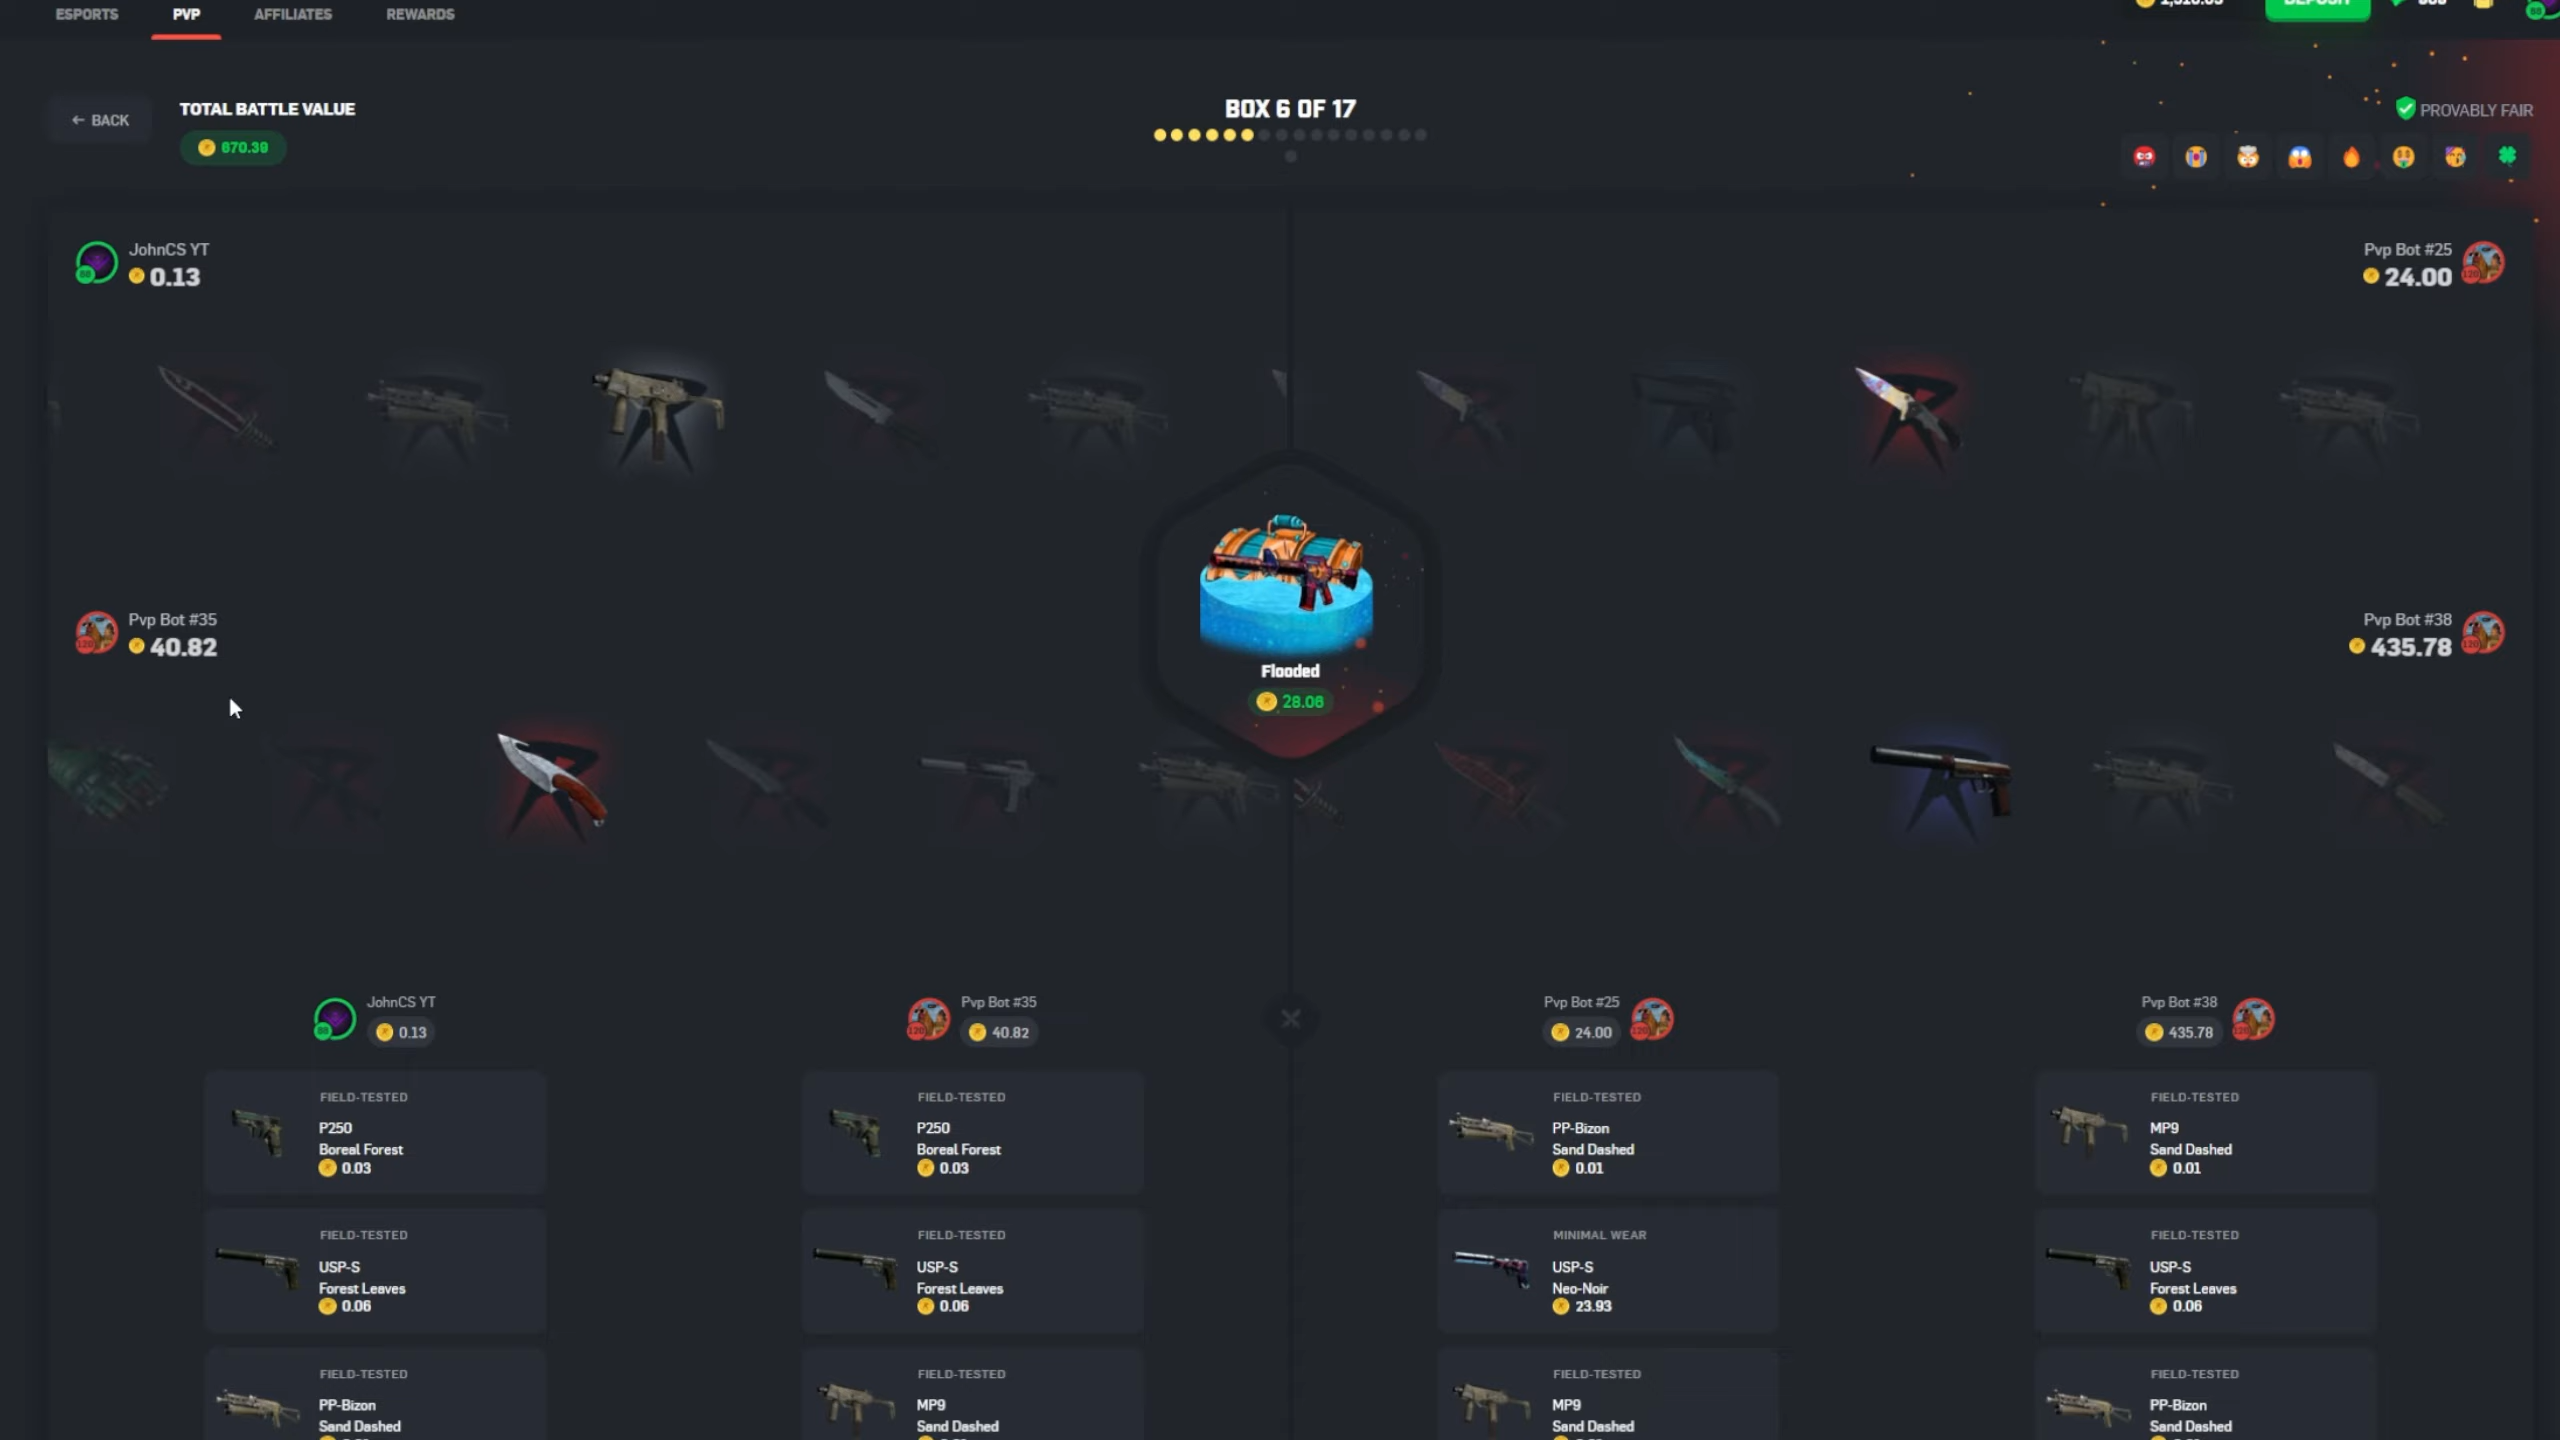 ESPORTS PVP AFFILIATES REWARDS
BACK
TOTAL BATTLE VALUE
670.39
BOX 6 OF 17
PROVABLY FAIR
JohnCS YT
0.13
Pvp Bot #25
24.00
Pvp Bot #35
40.82
Pvp Bot #38
435.78
Flooded
28.06
JohnCS YT
0.13
Pvp Bot #35
40.82
Pvp Bot #25
24.00
Pvp Bot #38
435.78
FIELD-TESTED
P250
Boreal Forest
0.03
FIELD-TESTED
P250
Boreal Forest
0.03
FIELD-TESTED
PP-Bizon
Sand Dashed
0.01
FIELD-TESTED
MP9
Sand Dashed
0.01
FIELD-TESTED
USP-S
Forest Leaves
0.06
FIELD-TESTED
USP-S
Forest Leaves
0.06
MINIMAL WEAR
USP-S
Neo-Noir
23.93
FIELD-TESTED
USP-S
Forest Leaves
0.06
FIELD-TESTED
PP-Bizon
Sand Dashed
FIELD-TESTED
MP9
Sand Dashed
FIELD-TESTED
MP9
Sand Dashed
FIELD-TESTED
PP-Bizon
Sand Dashed